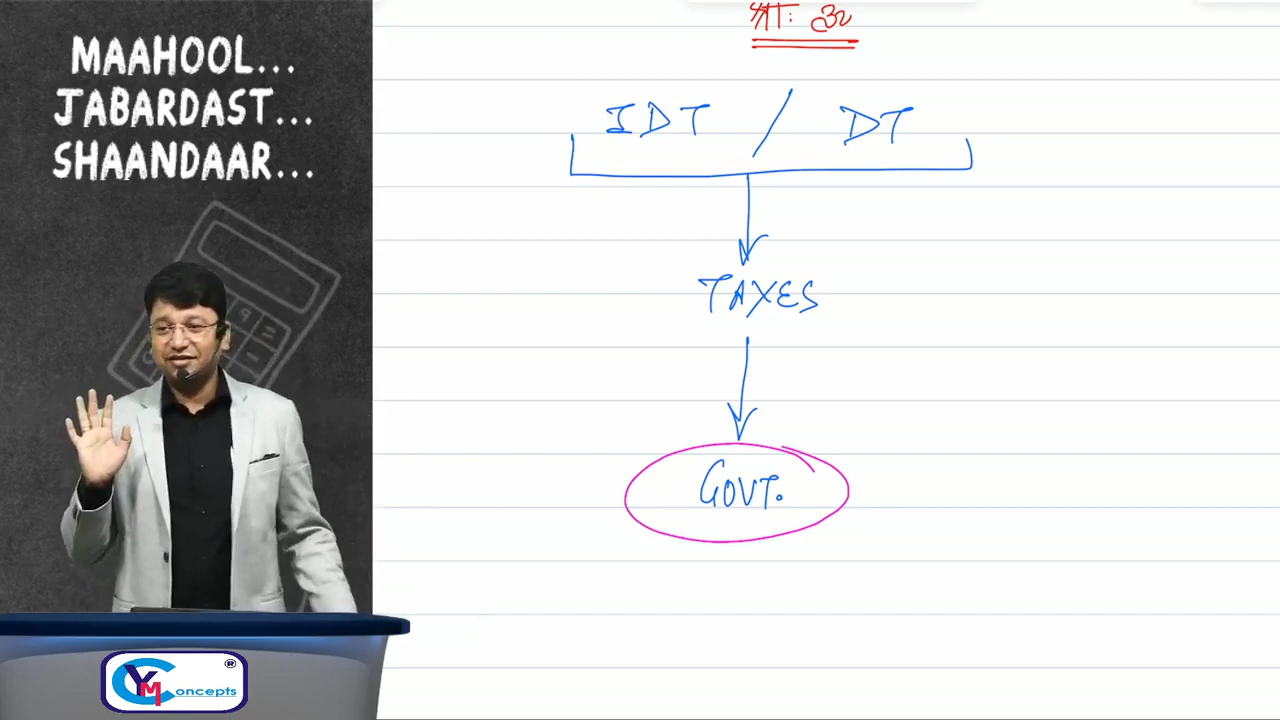 MAAHOOL...
JABARDAST...
SHAANDAAR...
IDT / DT
TAXES
GOVT.
YM Concepts ®